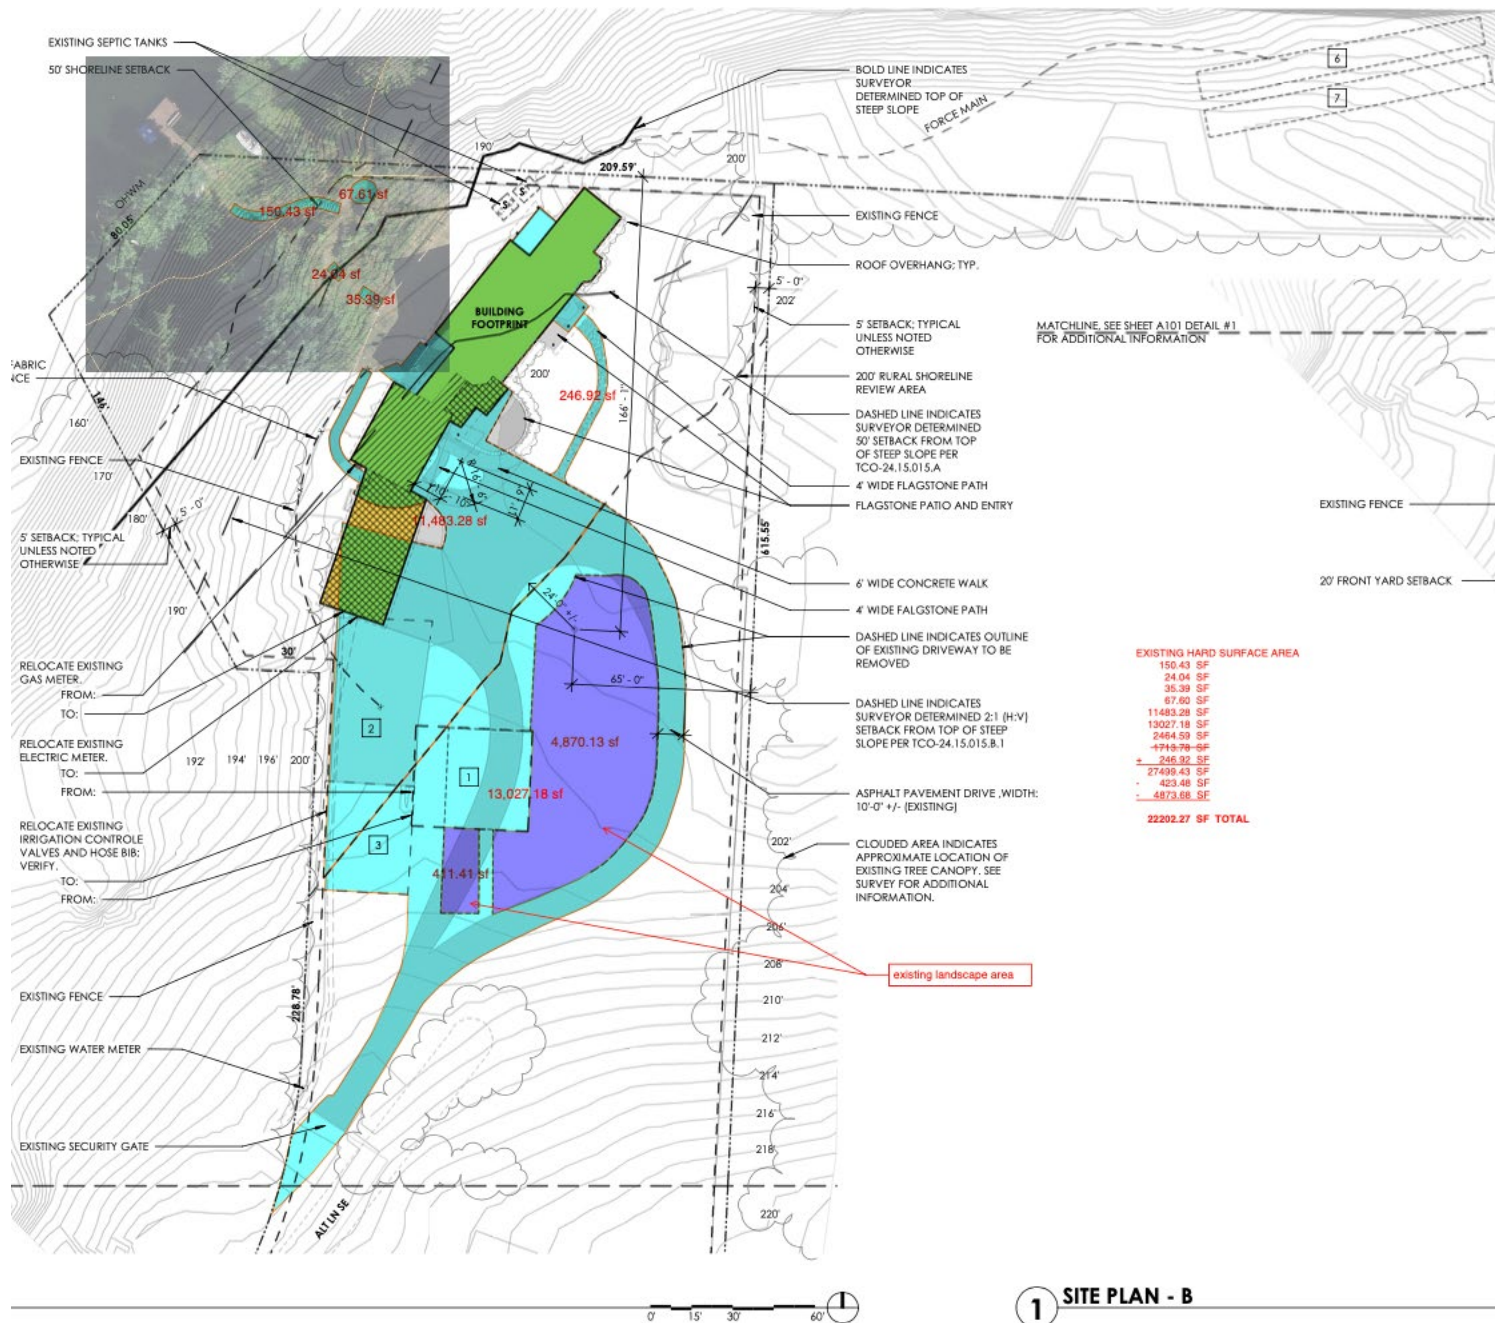 EXISTING SEPTIC TANKS
50' SHORELINE SETBACK
OHWM
80.05'
150.43 sf
67.61 sf
24.04 sf
35.39 sf
190'
209.59'
200'
S
S
BOLD LINE INDICATES
SURVEYOR
DETERMINED TOP OF
STEEP SLOPE
FORCE MAIN
6
7
EXISTING FENCE
ROOF OVERHANG; TYP.
5' - 0"
202'
5' SETBACK; TYPICAL
UNLESS NOTED
OTHERWISE
MATCHLINE, SEE SHEET A101 DETAIL #1
FOR ADDITIONAL INFORMATION
200' RURAL SHORELINE
REVIEW AREA
DASHED LINE INDICATES
SURVEYOR DETERMINED
50' SETBACK FROM TOP
OF STEEP SLOPE PER
TCO-24.15.015.A
4' WIDE FLAGSTONE PATH
FLAGSTONE PATIO AND ENTRY
EXISTING FENCE
6' WIDE CONCRETE WALK
20' FRONT YARD SETBACK
4' WIDE FALGSTONE PATH
DASHED LINE INDICATES OUTLINE
OF EXISTING DRIVEWAY TO BE
REMOVED
DASHED LINE INDICATES
SURVEYOR DETERMINED 2:1 (H:V)
SETBACK FROM TOP OF STEEP
SLOPE PER TCO-24.15.015.B.1
ASPHALT PAVEMENT DRIVE ,WIDTH:
10'-0" +/- (EXISTING)
CLOUDED AREA INDICATES
APPROXIMATE LOCATION OF
EXISTING TREE CANOPY. SEE
SURVEY FOR ADDITIONAL
INFORMATION.
existing landscape area
BUILDING
FOOTPRINT
200'
246.92 sf
166' - 1"
615.55'
FABRIC
NCE
146'
160'
EXISTING FENCE
170'
180'
5' - 0"
5' SETBACK; TYPICAL
UNLESS NOTED
OTHERWISE
190'
11,483.28 sf
24'-0" +/-
65' - 0"
30'
RELOCATE EXISTING
GAS METER.
FROM:
TO:
RELOCATE EXISTING
ELECTRIC METER.
TO:
FROM:
192'
194'
196'
200'
RELOCATE EXISTING
IRRIGATION CONTROLE
VALVES AND HOSE BIB;
VERIFY.
TO:
FROM:
2
1
3
4,870.13 sf
13,027.18 sf
411.41 sf
EXISTING HARD SURFACE AREA
150.43 SF
24.04 SF
35.39 SF
67.60 SF
11483.28 SF
13027.18 SF
2464.59 SF
1713.78 SF
+ 246.92 SF
27499.43 SF
- 423.48 SF
- 4873.68 SF
22202.27 SF TOTAL
202'
204'
206'
208'
210'
212'
214'
216'
218'
220'
EXISTING FENCE
228.78'
EXISTING WATER METER
EXISTING SECURITY GATE
ALT LN SE
0'
15'
30'
60'
1
SITE PLAN - B